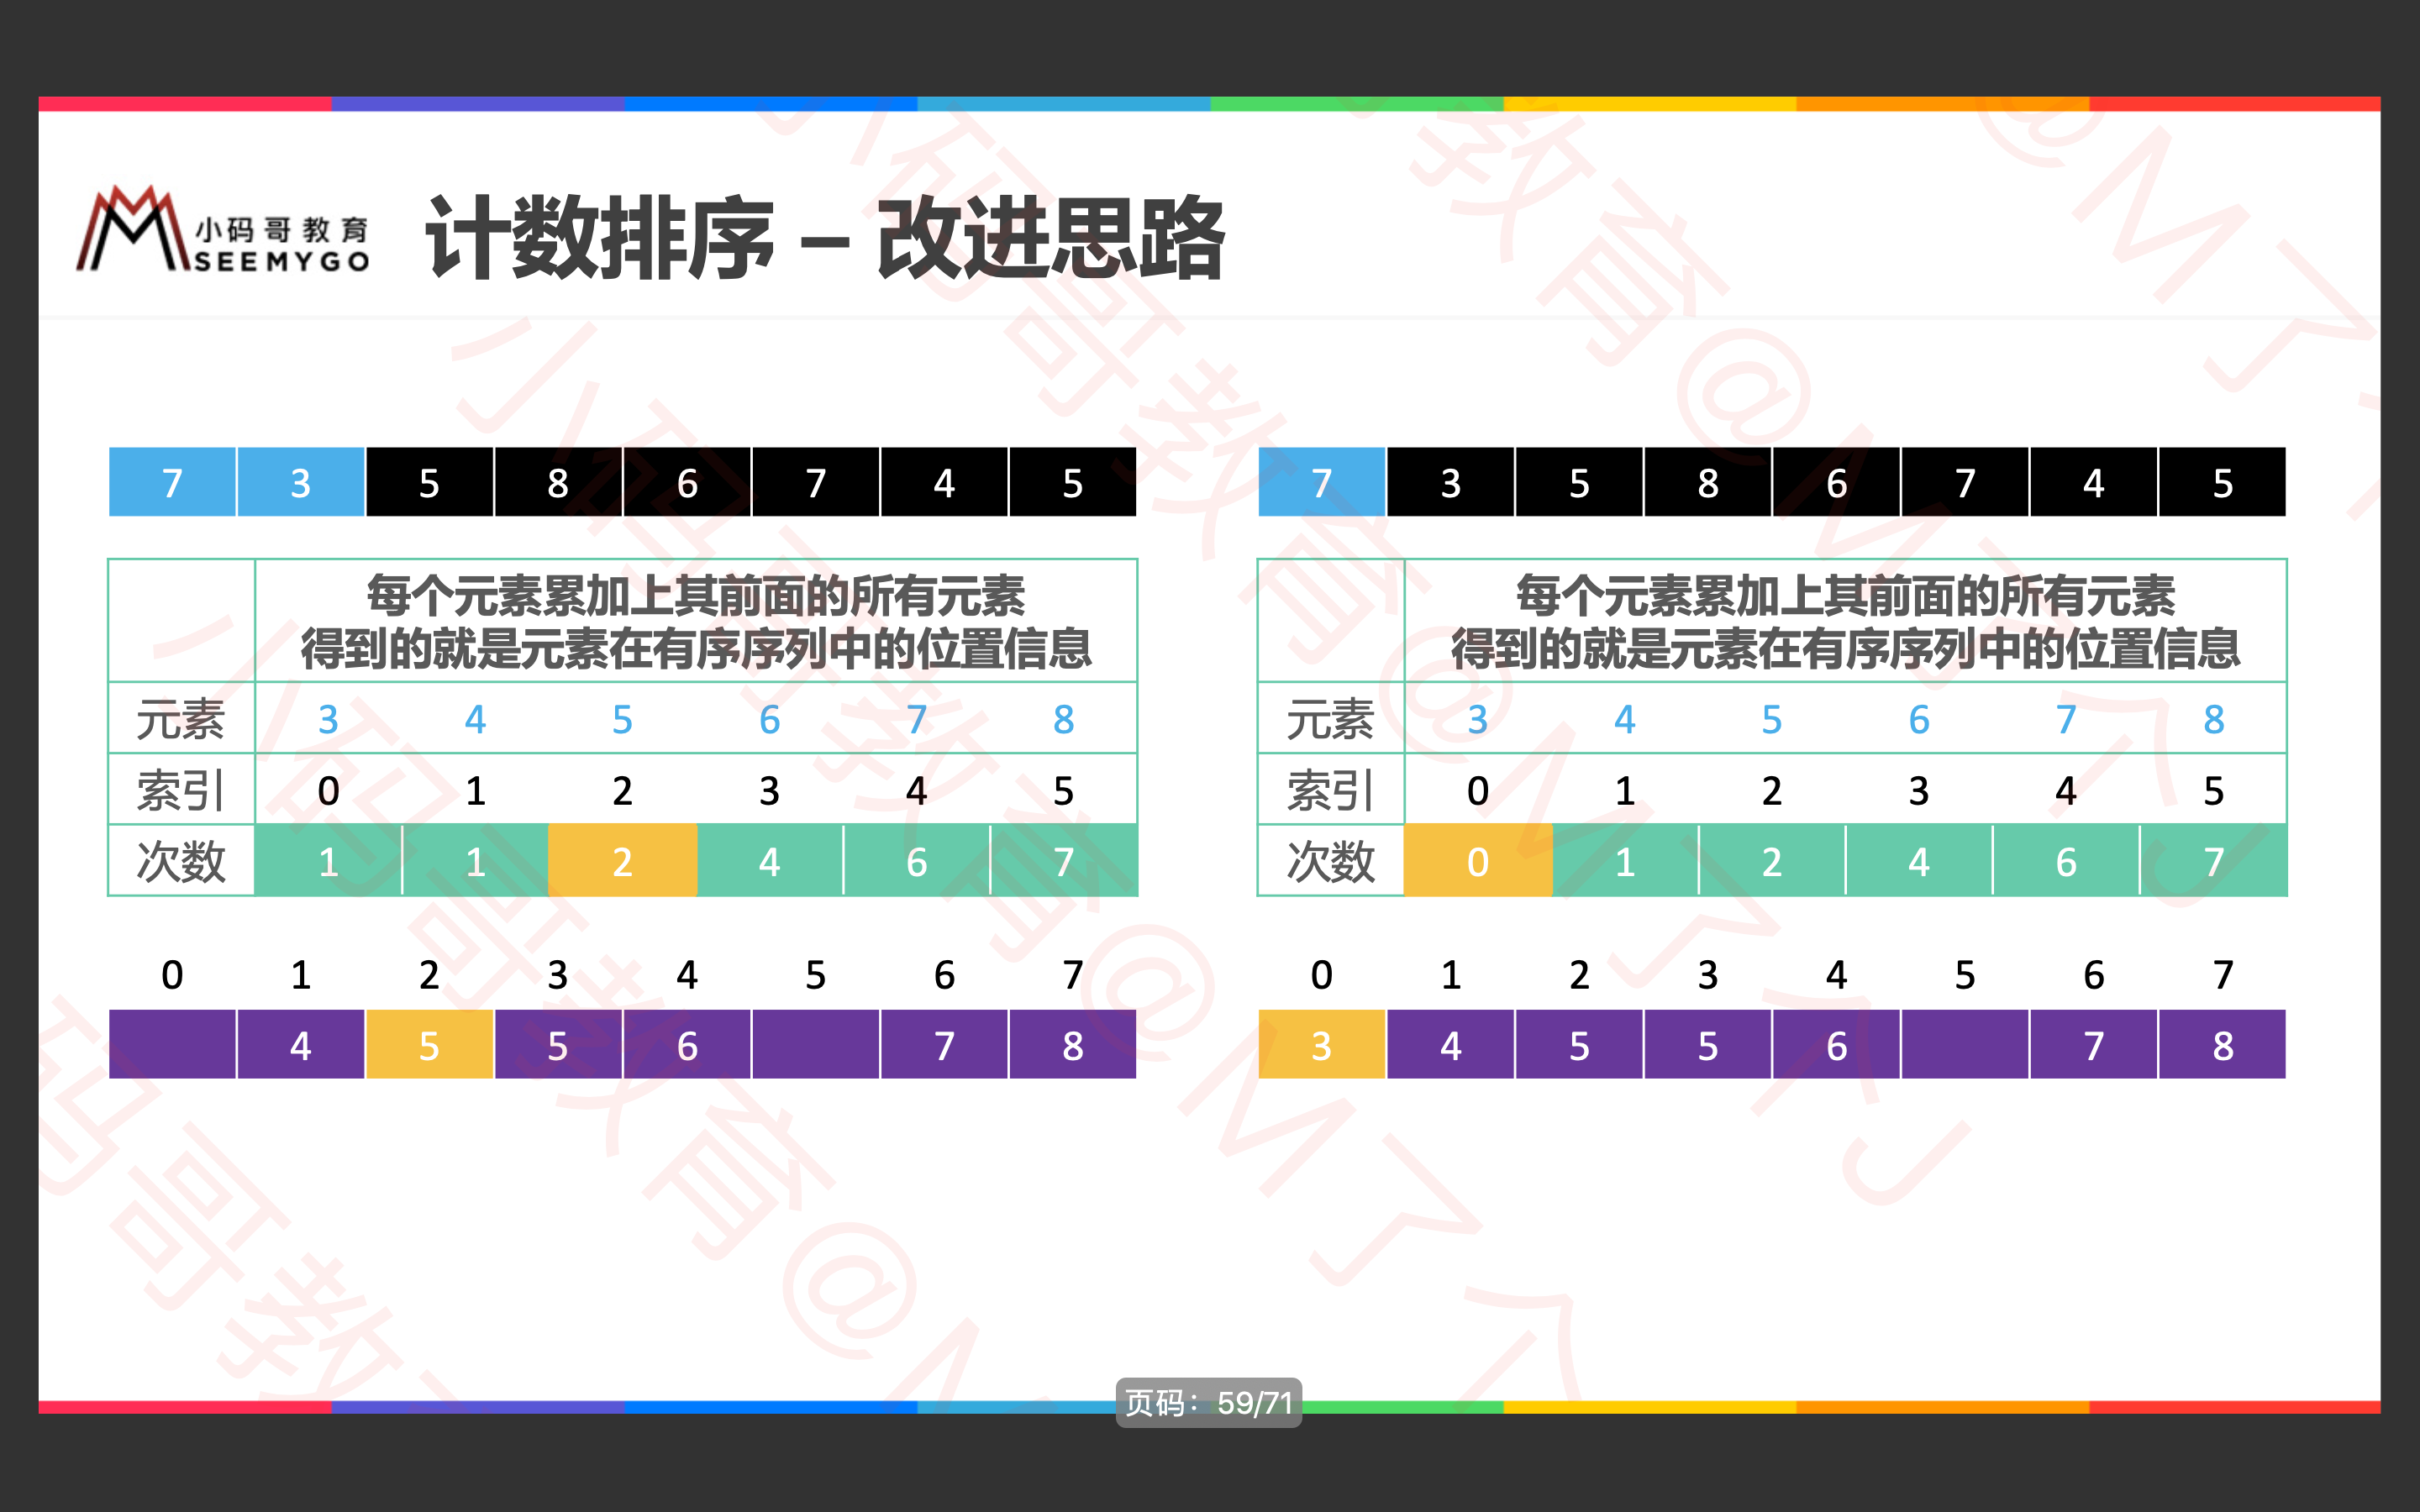 小码哥教育
SEEMYGO
计数排序 – 改进思路
7 3 5 8 6 7 4 5
每个元素累加上其前面的所有元素
得到的就是元素在有序序列中的位置信息
元素 3 4 5 6 7 8
索引 0 1 2 3 4 5
次数 1 1 2 4 6 7
0 1 2 3 4 5 6 7
4 5 5 6 7 8
7 3 5 8 6 7 4 5
每个元素累加上其前面的所有元素
得到的就是元素在有序序列中的位置信息
元素 3 4 5 6 7 8
索引 0 1 2 3 4 5
次数 0 1 2 4 6 7
0 1 2 3 4 5 6 7
3 4 5 5 6 7 8
页码：59/71
小码哥教育@M了个J